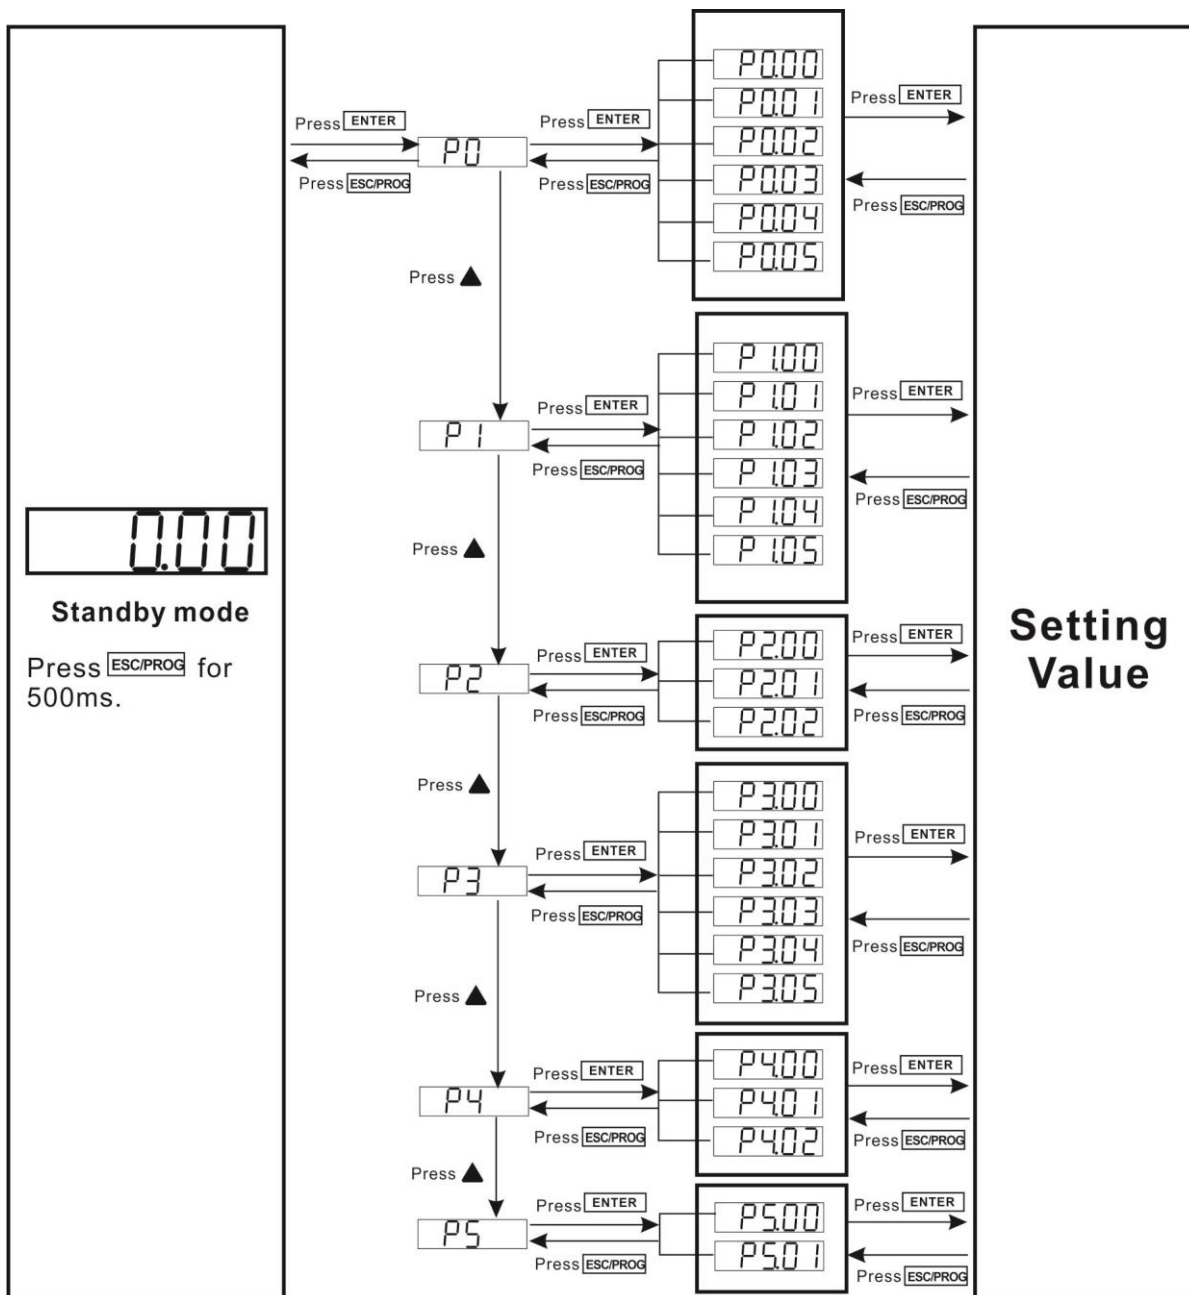 0.00
Standby mode
Press ESC/PROG for
500ms.
Press ENTER
P0
Press ESC/PROG
Press ENTER
Press ESC/PROG
P0.00
P0.01
P0.02
P0.03
P0.04
P0.05
Press ENTER
Press ESC/PROG
Press ▲
P1
Press ENTER
Press ESC/PROG
P1.00
P1.01
P1.02
P1.03
P1.04
P1.05
Press ENTER
Press ESC/PROG
Press ▲
P2
Press ENTER
Press ESC/PROG
P2.00
P2.01
P2.02
Press ENTER
Press ESC/PROG
Press ▲
P3
Press ENTER
Press ESC/PROG
P3.00
P3.01
P3.02
P3.03
P3.04
P3.05
Press ENTER
Press ESC/PROG
Press ▲
P4
Press ENTER
Press ESC/PROG
P4.00
P4.01
P4.02
Press ENTER
Press ESC/PROG
Press ▲
P5
Press ENTER
Press ESC/PROG
P5.00
P5.01
Press ENTER
Press ESC/PROG
Setting
Value